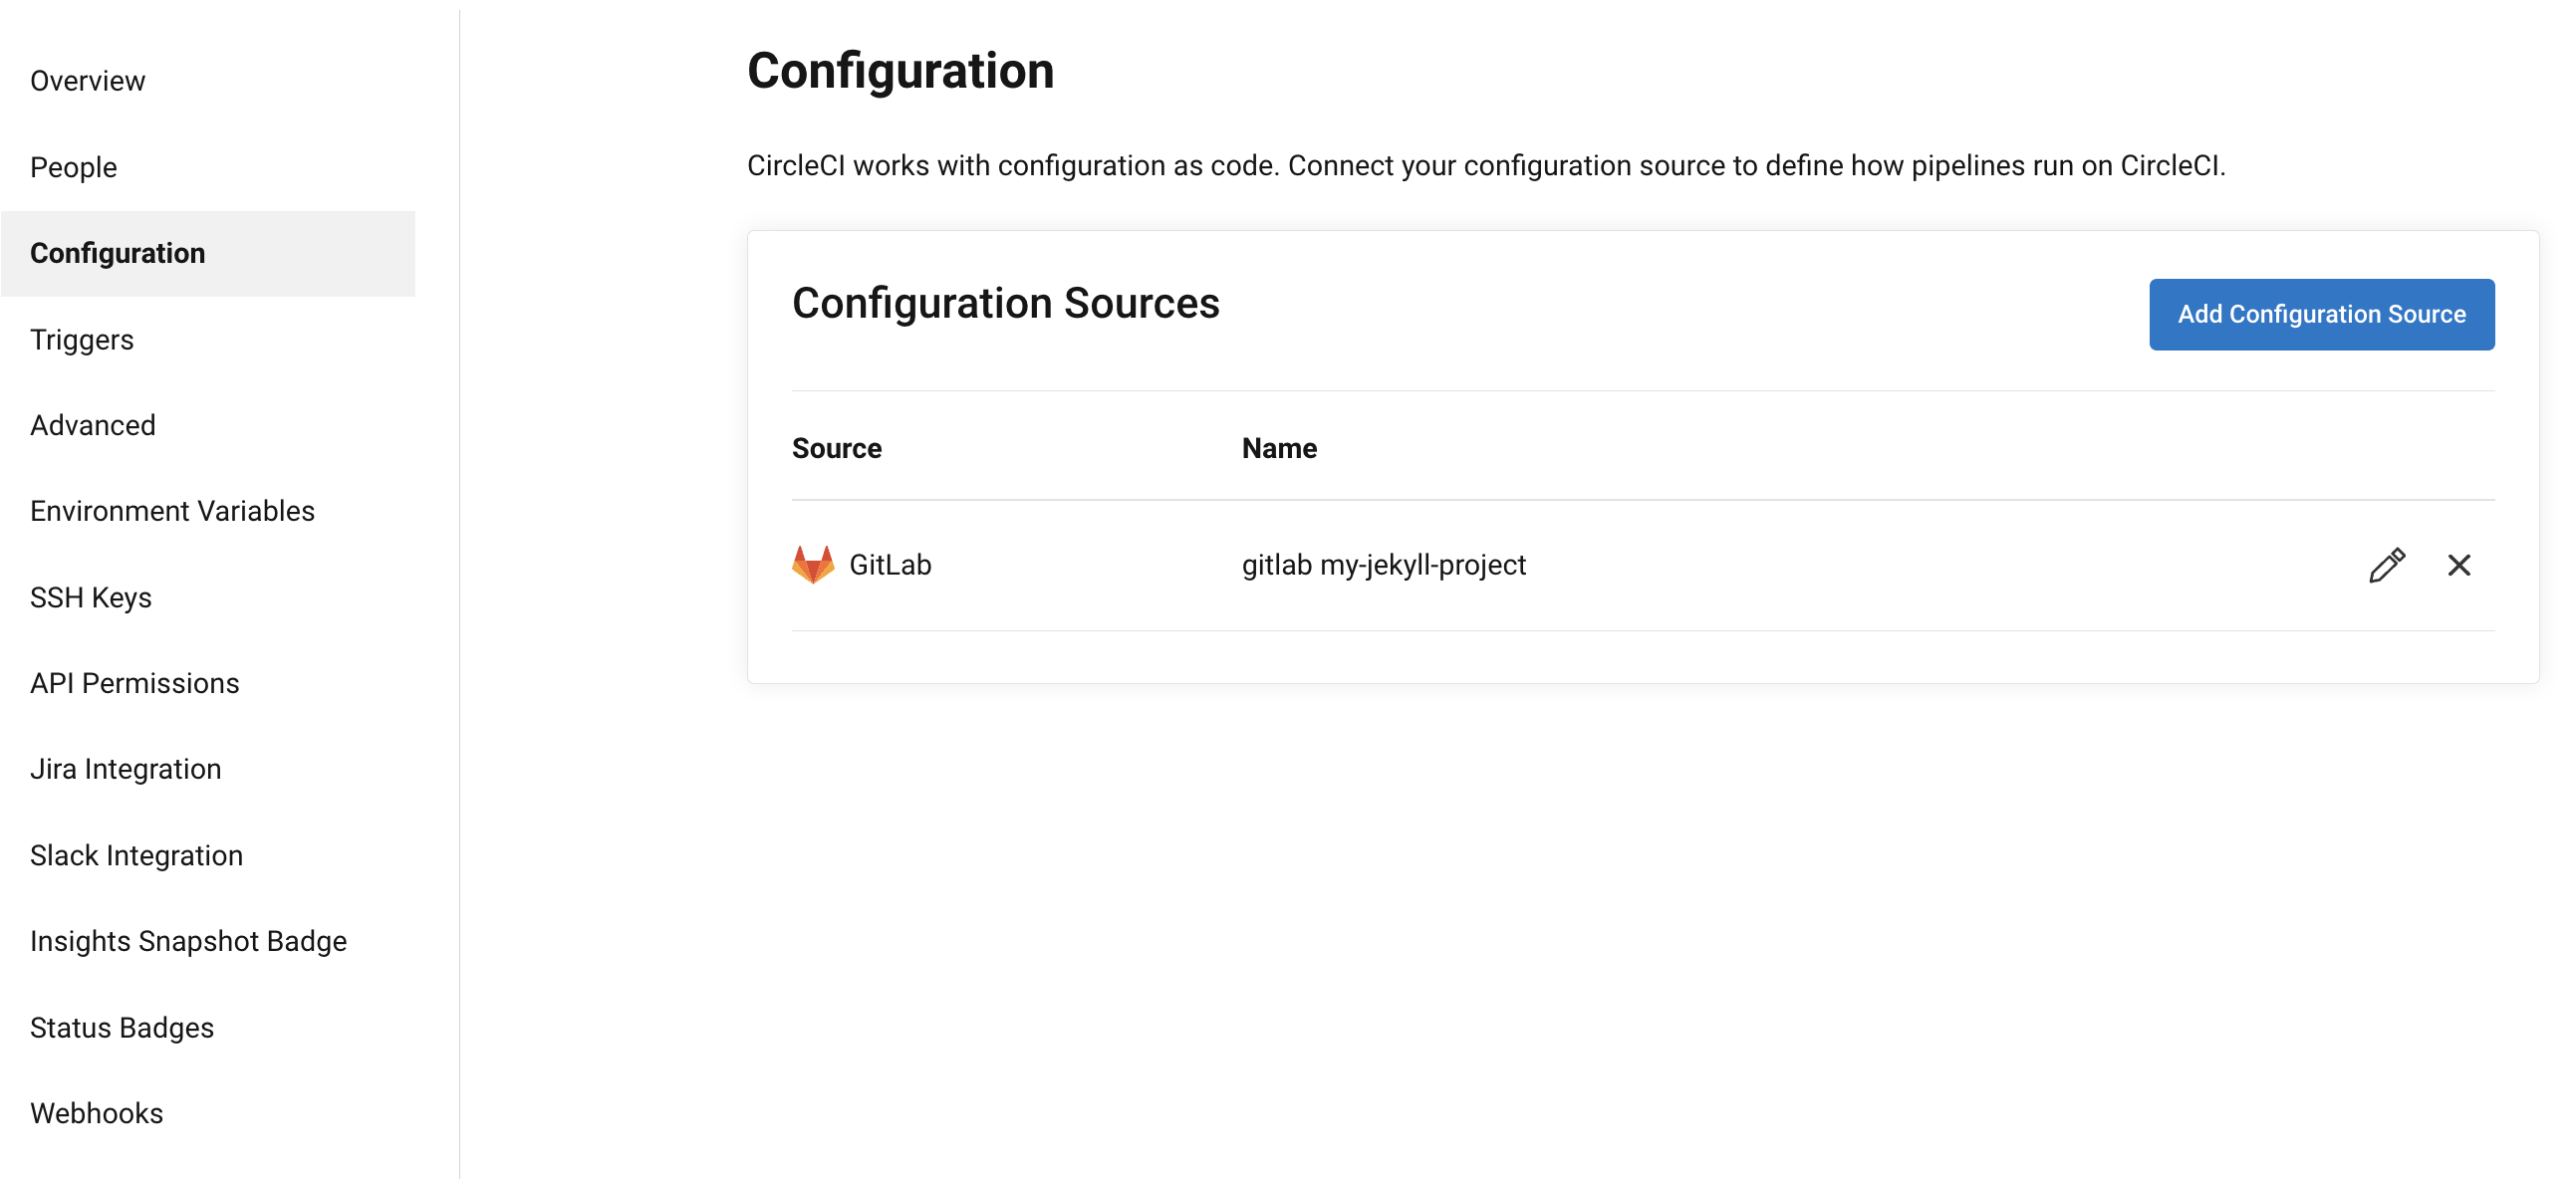 Overview
People
Configuration
Triggers
Advanced
Environment Variables
SSH Keys
API Permissions
Jira Integration
Slack Integration
Insights Snapshot Badge
Status Badges
Webhooks
Configuration
CircleCI works with configuration as code. Connect your configuration source to define how pipelines run on CircleCI.
Configuration Sources
Add Configuration Source
Source Name
GitLab gitlab my-jekyll-project